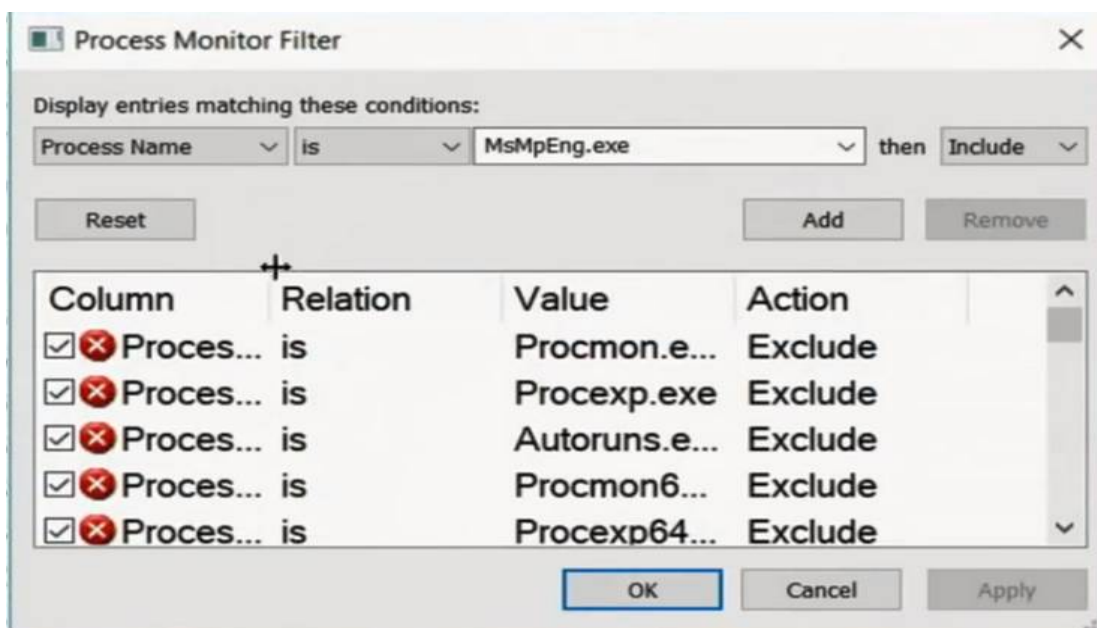 Process Monitor Filter
Display entries matching these conditions:
Process Name is MsMpEng.exe then Include
Reset Add Remove
Column Relation Value Action
Proces... is Procmon.e... Exclude
Proces... is Procexp.exe Exclude
Proces... is Autoruns.e... Exclude
Proces... is Procmon6... Exclude
Proces... is Procexp64... Exclude
OK Cancel Apply